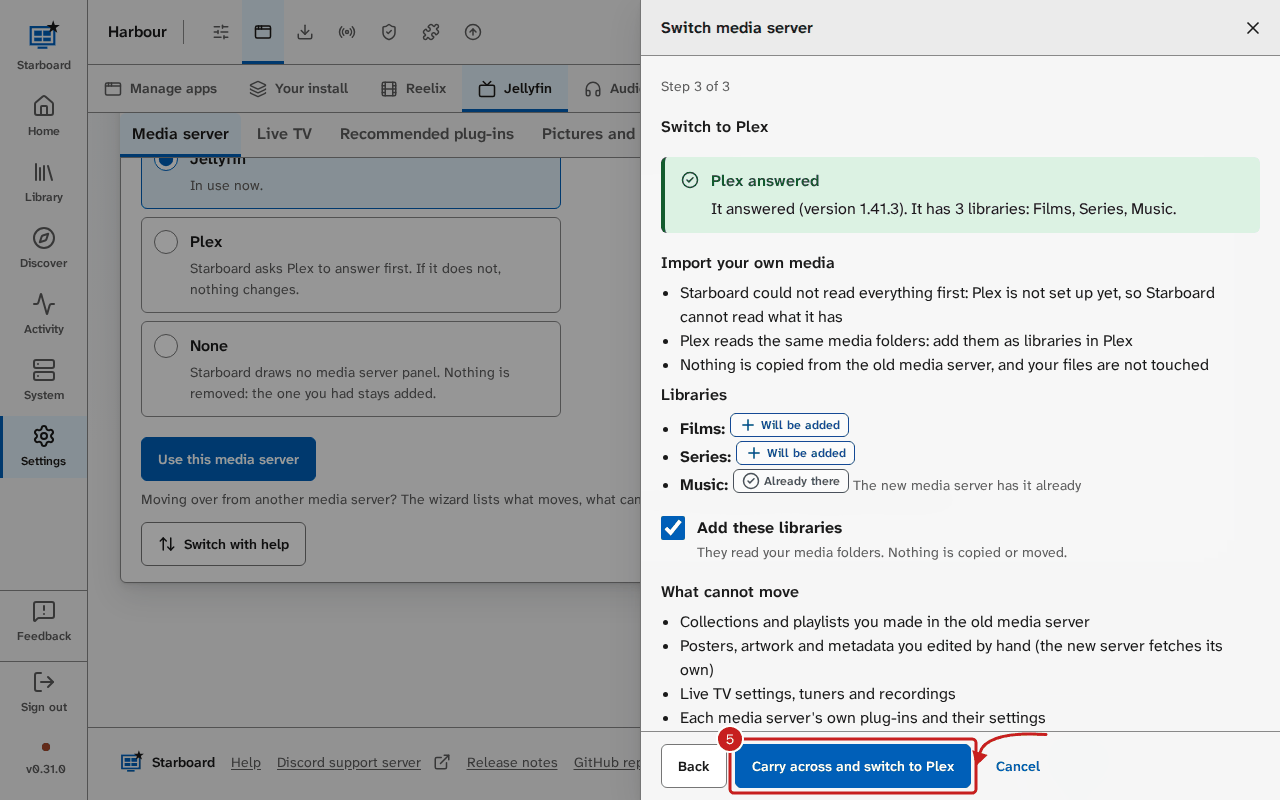 Starboard
Home
Library
Discover
Activity
System
Settings
Feedback
Sign out
v0.31.0
Harbour
Manage apps
Your install
Reelix
Jellyfin
Media server
Live TV
Recommended plug-ins
Pictures and
Jellyfin
In use now.
Plex
Starboard asks Plex to answer first. If it does not,
nothing changes.
None
Starboard draws no media server panel. Nothing is
removed: the one you had stays added.
Use this media server
Moving over from another media server? The wizard lists what moves, what can
Switch with help
Starboard
Help
Discord support server
Release notes
Switch media server
Step 3 of 3
Switch to Plex
Plex answered
It answered (version 1.41.3). It has 3 libraries: Films, Series, Music.
Import your own media
Starboard could not read everything first: Plex is not set up yet, so Starboard
cannot read what it has
Plex reads the same media folders: add them as libraries in Plex
Nothing is copied from the old media server, and your files are not touched
Libraries
Films: Will be added
Series: Will be added
Music: Already there The new media server has it already
Add these libraries
They read your media folders. Nothing is copied or moved.
What cannot move
Collections and playlists you made in the old media server
Posters, artwork and metadata you edited by hand (the new server fetches its
own)
Live TV settings, tuners and recordings
Each media server's own plug-ins and their settings
5
Back
Carry across and switch to Plex
Cancel